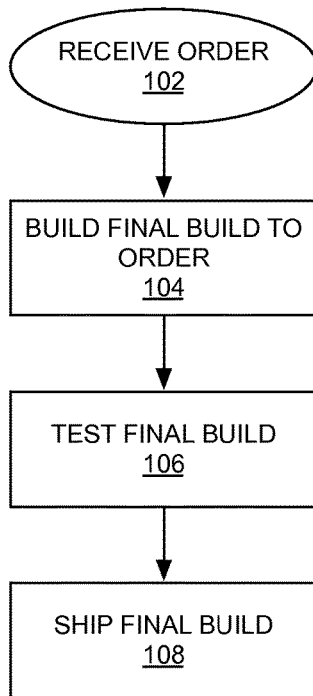 RECEIVE ORDER
102
BUILD FINAL BUILD TO
ORDER
104
TEST FINAL BUILD
106
SHIP FINAL BUILD
108